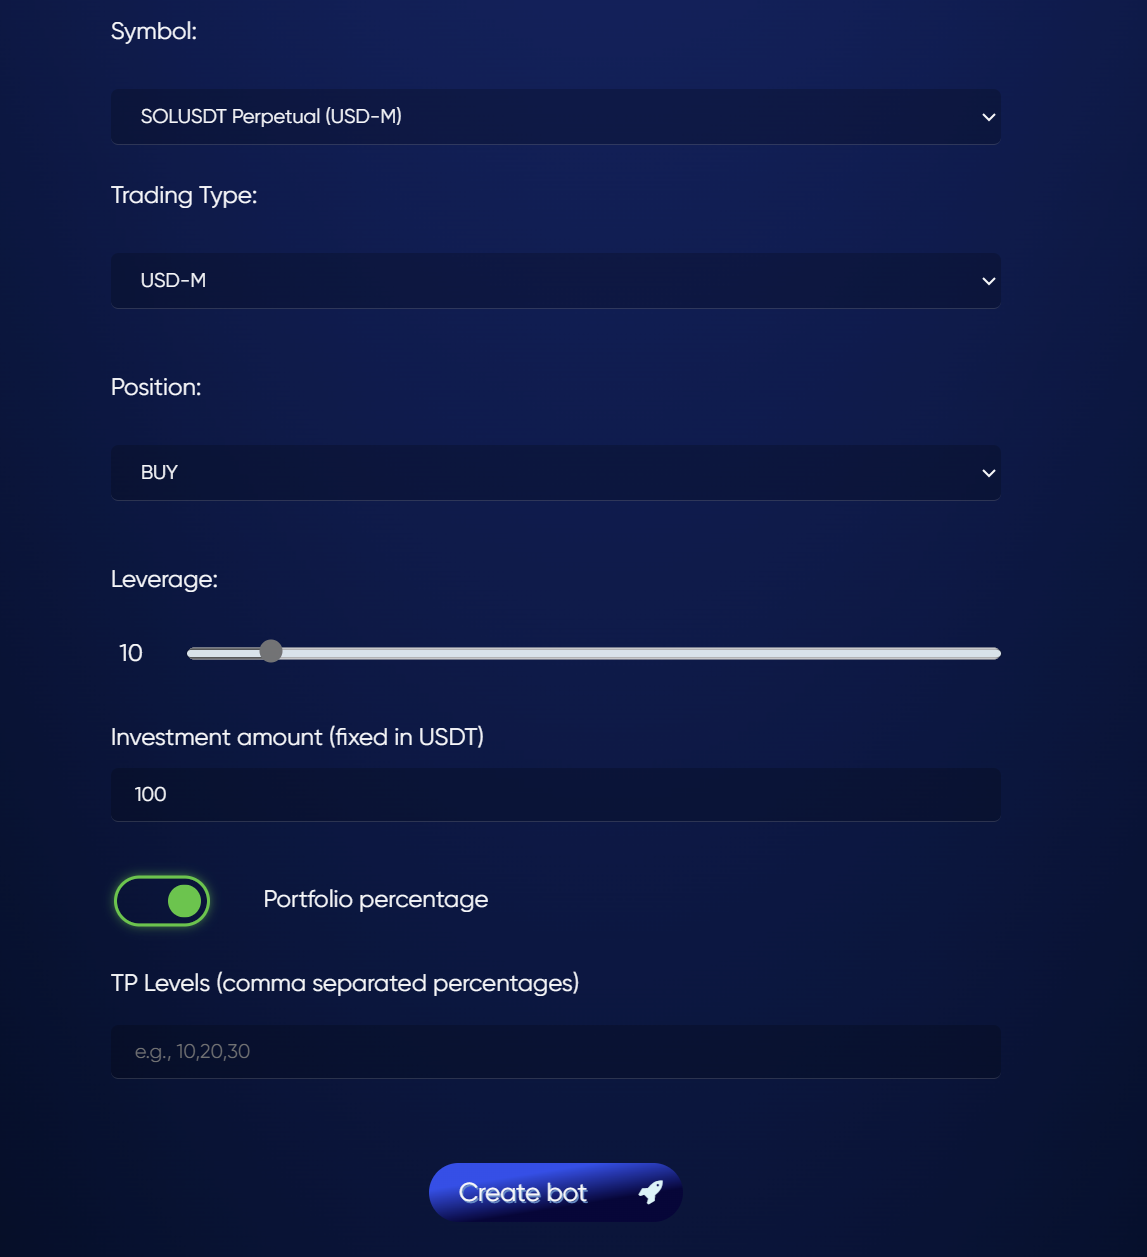 Symbol:
SOLUSDT Perpetual (USD-M)
Trading Type:
USD-M
Position:
BUY
Leverage:
10
Investment amount (fixed in USDT)
100
Portfolio percentage
TP Levels (comma separated percentages)
e.g., 10,20,30
Create bot